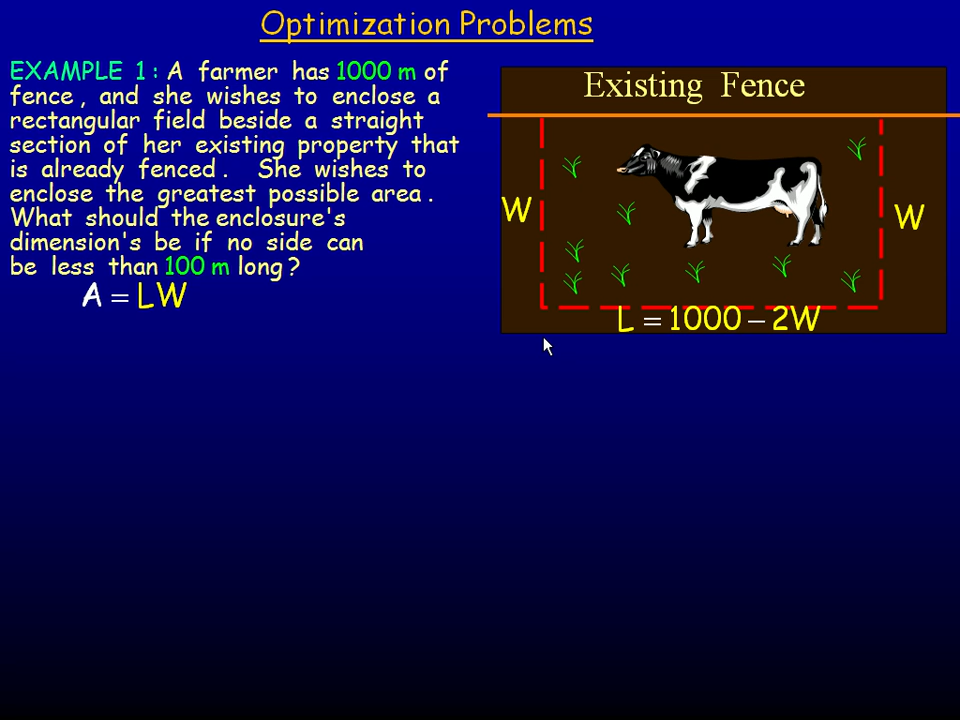 Optimization Problems
EXAMPLE 1 : A farmer has 1000 m of
fence , and she wishes to enclose a
rectangular field beside a straight
section of her existing property that
is already fenced . She wishes to
enclose the greatest possible area .
What should the enclosure's
dimension's be if no side can
be less than 100 m long ?
A = LW
Existing Fence
W
W
L = 1000 – 2W